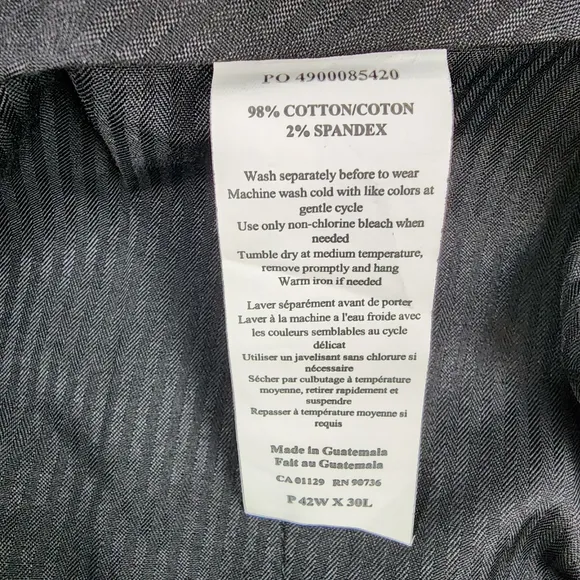 PO 4900085420
98% COTTON/COTON
2% SPANDEX
Wash separately before to wear
Machine wash cold with like colors at
gentle cycle
Use only non-chlorine bleach when
needed
Tumble dry at medium temperature,
remove promptly and hang
Warm iron if needed
Laver séparément avant de porter
Laver à la machine a l'eau froide avec
les couleurs semblables au cycle
délicat
Utiliser un javelisant sans chlorure si
nécessaire
Sécher par culbutage à température
moyenne, retirer rapidement et
suspendre
Repasser à température moyenne si
requis
Made in Guatemala
Fait au Guatemala
CA 01129 RN 90736
P 42W X 30L